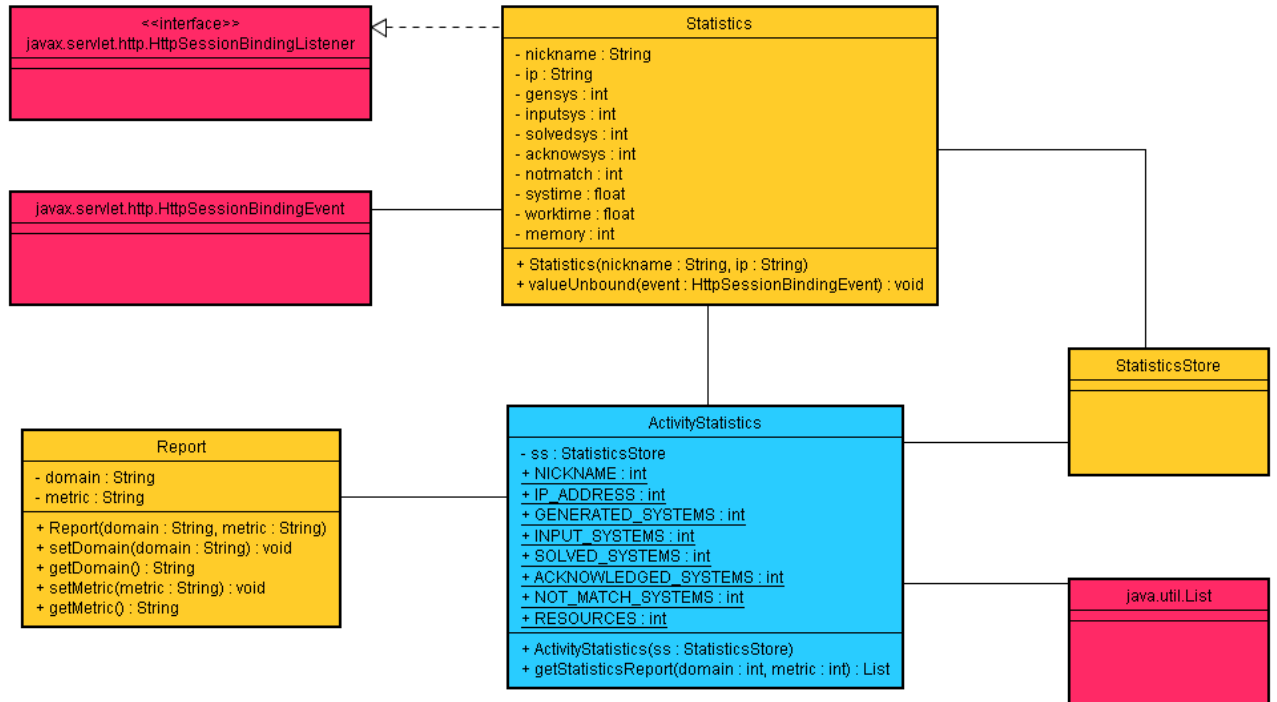 <<interface>>
javax.servlet.http.HttpSessionBindingListener
Statistics
- nickname : String
- ip : String
- gensys : int
- inputsys : int
- solvedsys : int
- acknowsys : int
- notmatch : int
- systime : float
- worktime : float
- memory : int
+ Statistics(nickname : String, ip : String)
+ valueUnbound(event : HttpSessionBindingEvent) : void
javax.servlet.http.HttpSessionBindingEvent
StatisticsStore
Report
- domain : String
- metric : String
+ Report(domain : String, metric : String)
+ setDomain(domain : String) : void
+ getDomain() : String
+ setMetric(metric : String) : void
+ getMetric() : String
ActivityStatistics
- ss : StatisticsStore
+ NICKNAME : int
+ IP_ADDRESS : int
+ GENERATED_SYSTEMS : int
+ INPUT_SYSTEMS : int
+ SOLVED_SYSTEMS : int
+ ACKNOWLEDGED_SYSTEMS : int
+ NOT_MATCH_SYSTEMS : int
+ RESOURCES : int
+ ActivityStatistics(ss : StatisticsStore)
+ getStatisticsReport(domain : int, metric : int) : List
java.util.List